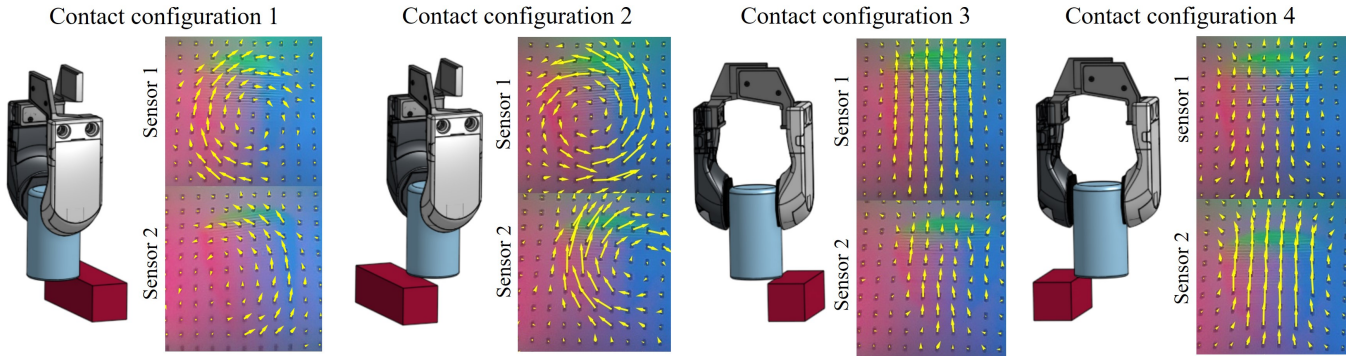 Contact configuration 1
Contact configuration 2
Contact configuration 3
Contact configuration 4
Sensor 1
Sensor 2
Sensor 1
Sensor 2
Sensor 1
Sensor 2
sensor 1
Sensor 2